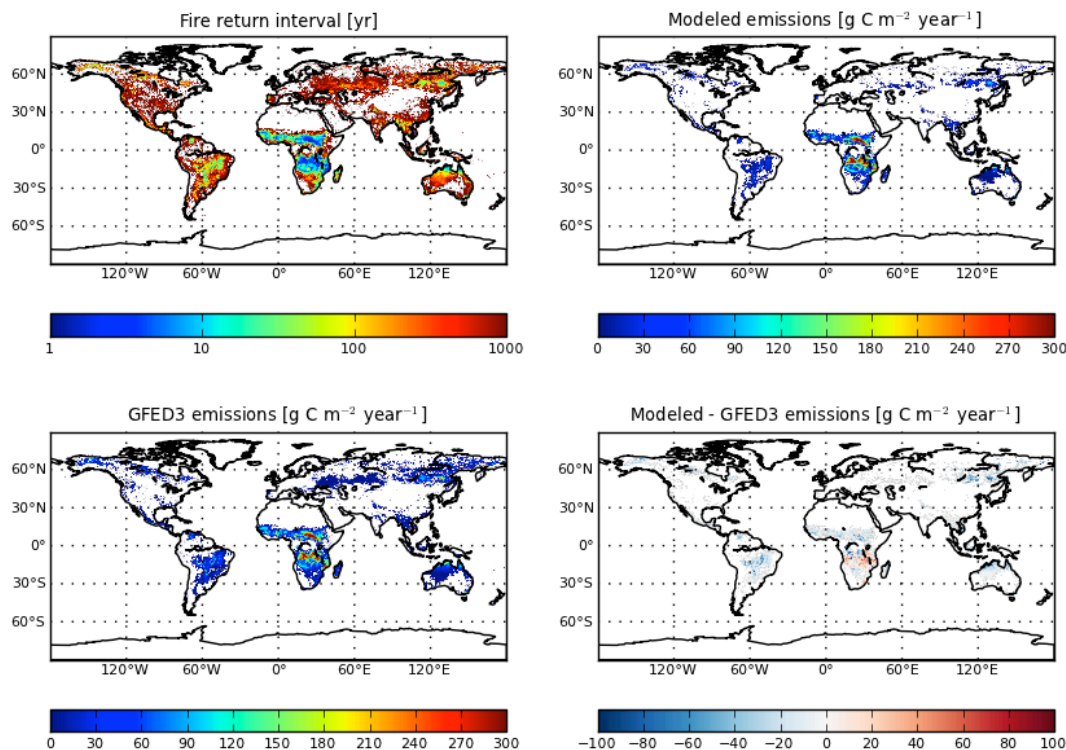 Fire return interval [yr]
60°N
30°N
0°
30°S
60°S
120°W 60°W 0° 60°E 120°E
1 10 100 1000
Modeled emissions [g C m⁻² year⁻¹]
60°N
30°N
0°
30°S
60°S
120°W 60°W 0° 60°E 120°E
0 30 60 90 120 150 180 210 240 270 300
GFED3 emissions [g C m⁻² year⁻¹]
60°N
30°N
0°
30°S
60°S
120°W 60°W 0° 60°E 120°E
0 30 60 90 120 150 180 210 240 270 300
Modeled - GFED3 emissions [g C m⁻² year⁻¹]
60°N
30°N
0°
30°S
60°S
120°W 60°W 0° 60°E 120°E
−100 −80 −60 −40 −20 0 20 40 60 80 100